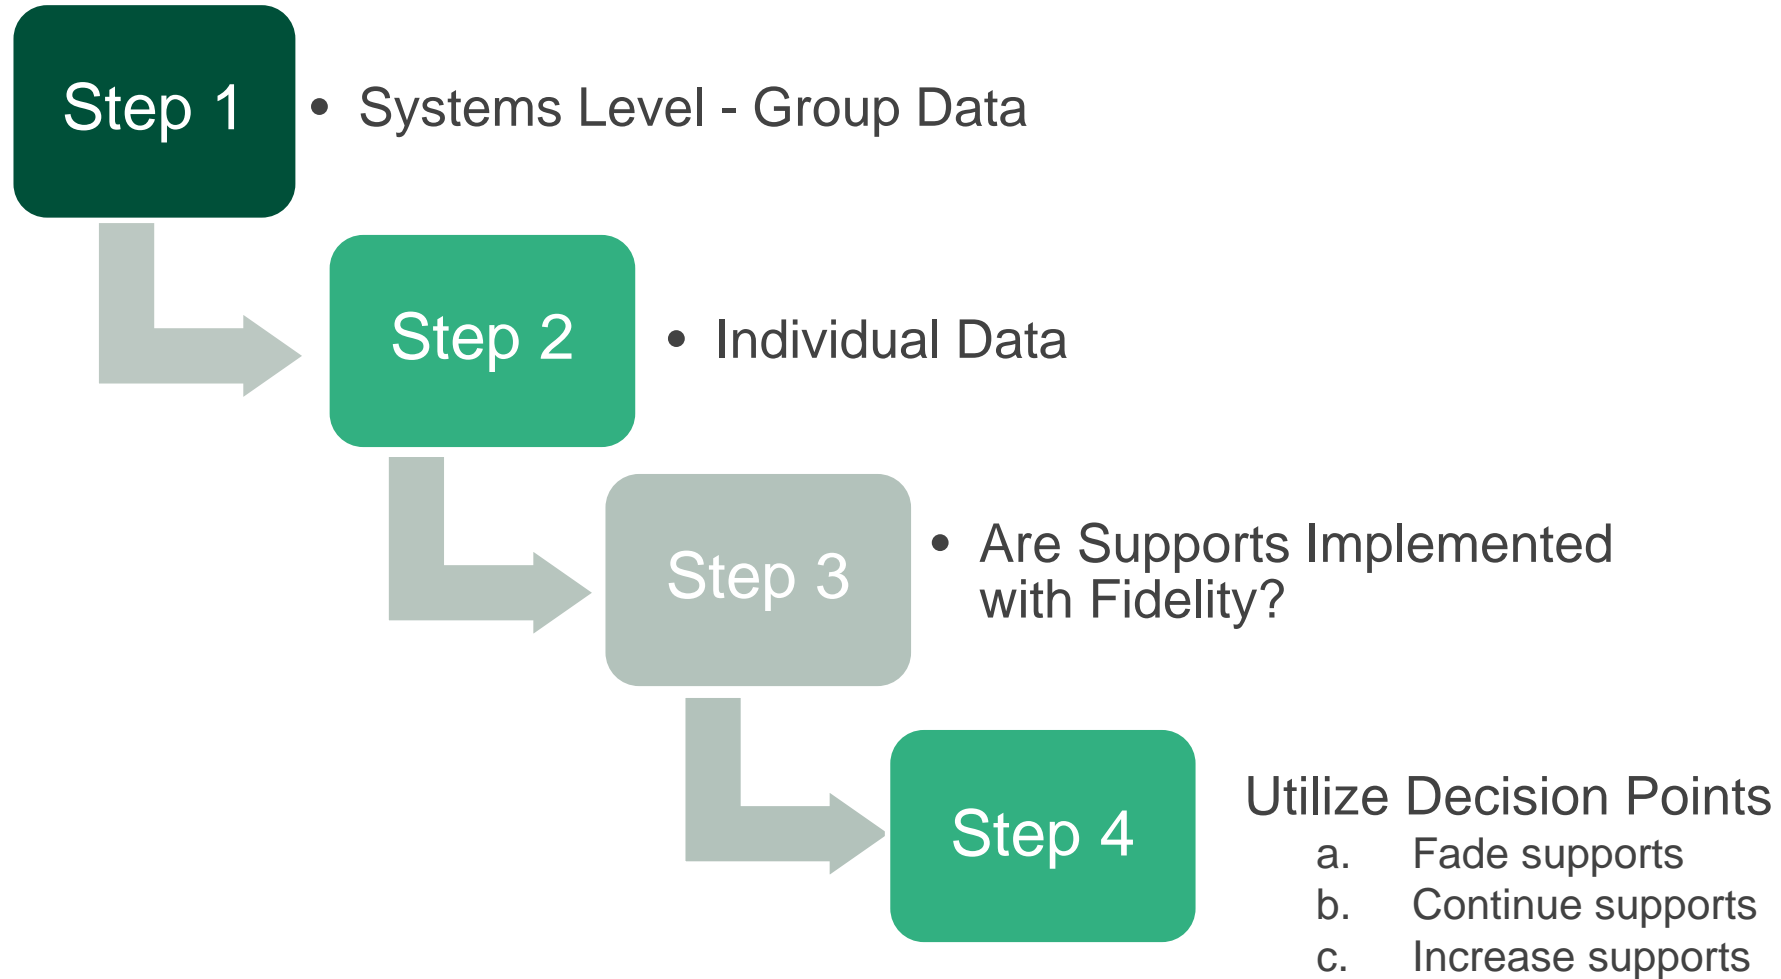 Step 1
• Systems Level - Group Data
Step 2
• Individual Data
Step 3
• Are Supports Implemented
with Fidelity?
Step 4
Utilize Decision Points
a. Fade supports
b. Continue supports
c. Increase supports